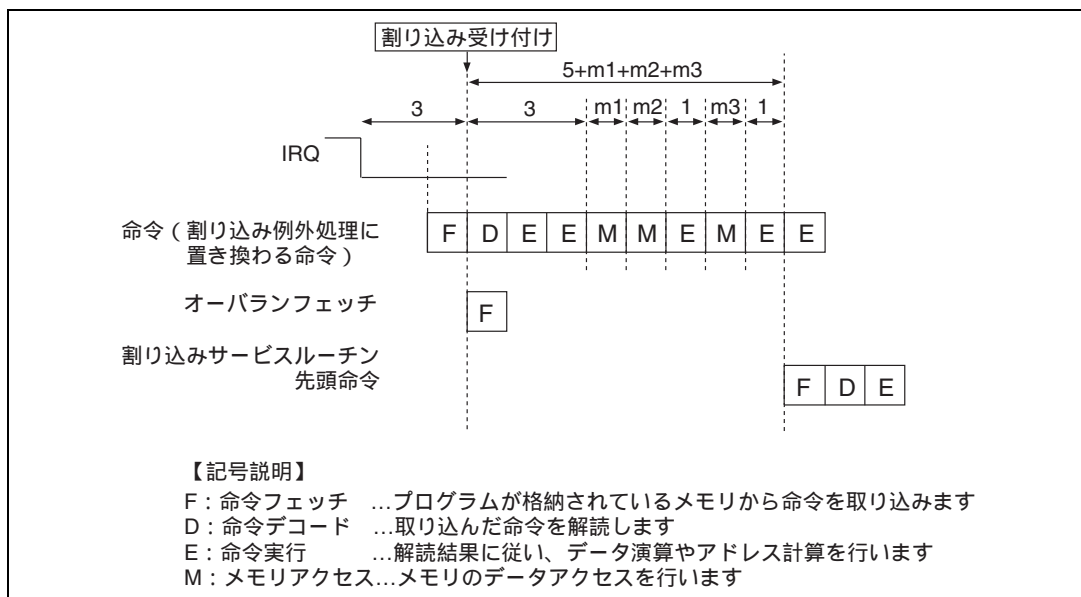 割り込み受け付け
5+m1+m2+m3
3 3 m1 m2 1 m3 1
IRQ
命令（割り込み例外処理に
置き換わる命令）
F D E E M M E M E E
オーバランフェッチ
F
割り込みサービスルーチン
先頭命令
F D E
【記号説明】
F：命令フェッチ …プログラムが格納されているメモリから命令を取り込みます
D：命令デコード …取り込んだ命令を解読します
E：命令実行 …解読結果に従い、データ演算やアドレス計算を行います
M：メモリアクセス…メモリのデータアクセスを行います